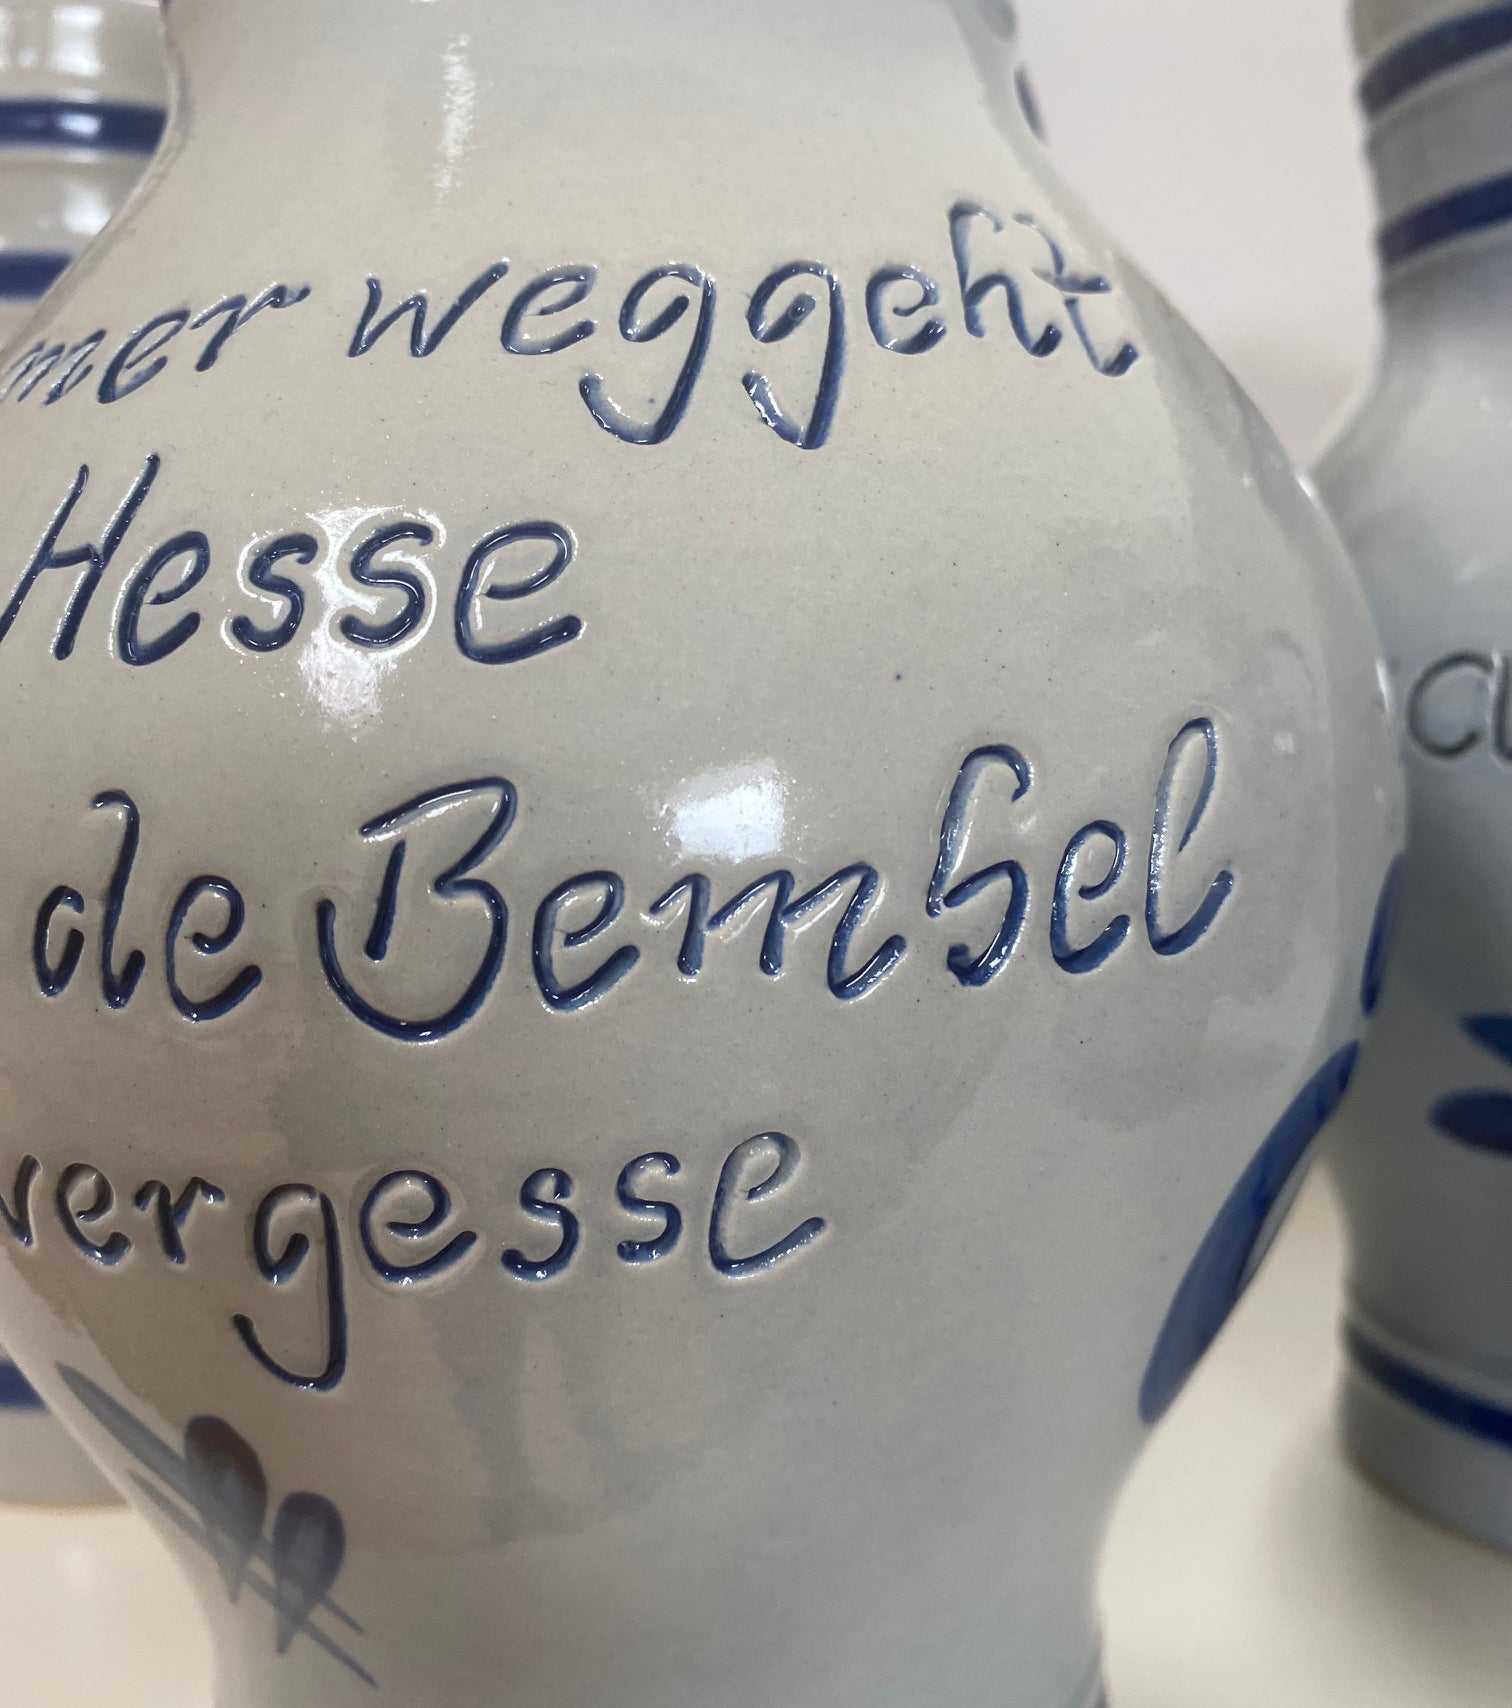 mer weggeht
Hesse
de Bembel
vergesse